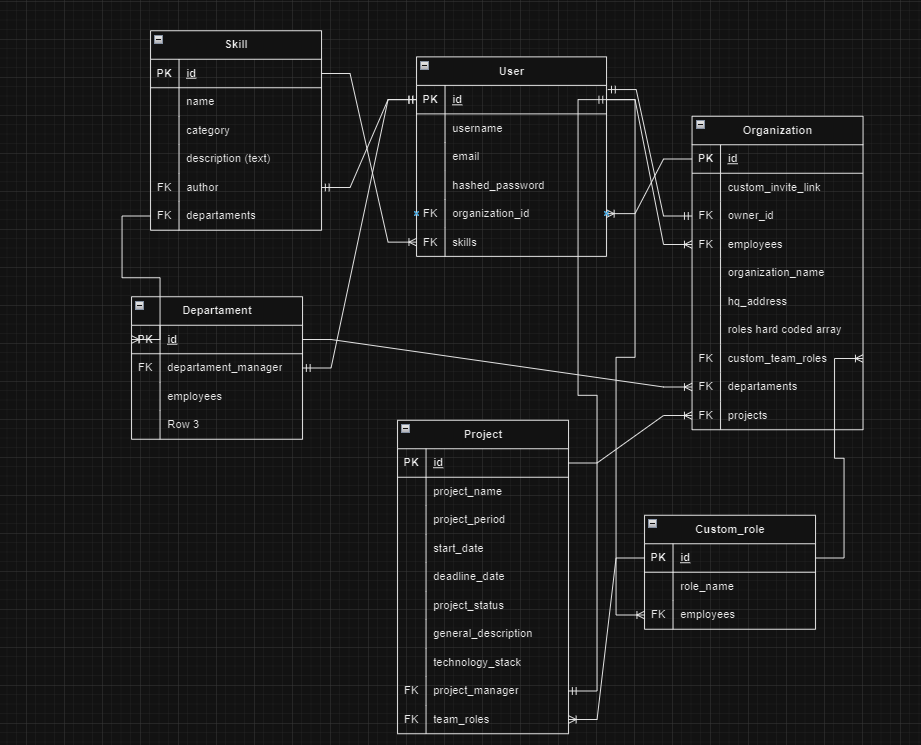 Skill
PK id
name
category
description (text)
FK author
FK departaments
User
PK id
username
email
hashed_password
FK organization_id
FK skills
Organization
PK id
custom_invite_link
FK owner_id
FK employees
organization_name
hq_address
roles hard coded array
FK custom_team_roles
FK departaments
FK projects
Departament
PK id
FK departament_manager
employees
Row 3
Project
PK id
project_name
project_period
start_date
deadline_date
project_status
general_description
technology_stack
FK project_manager
FK team_roles
Custom_role
PK id
role_name
FK employees